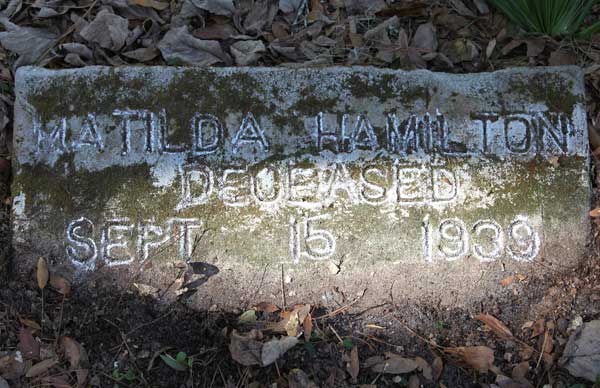 MATILDA HAMILTON
DECEASED
SEPT 15 1939